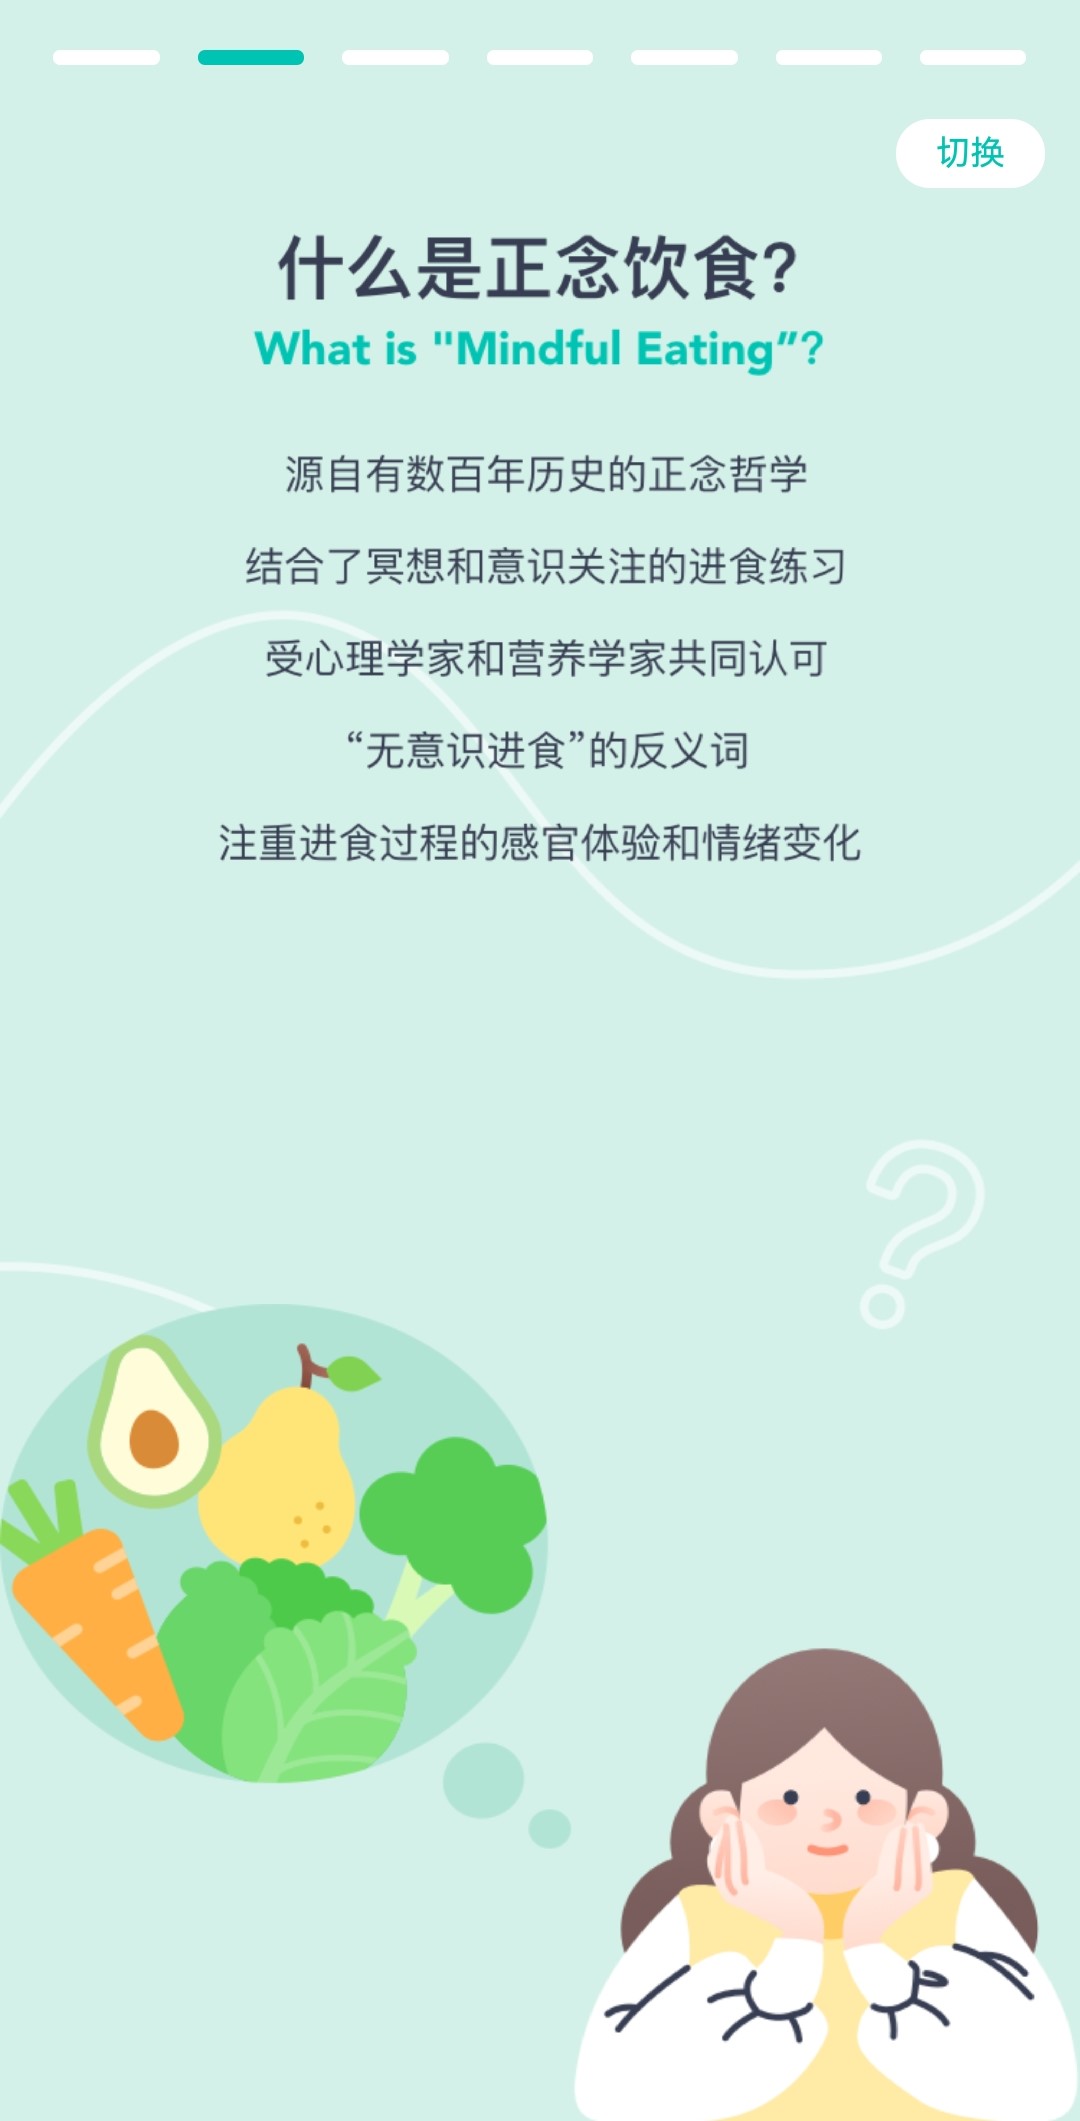 切换
什么是正念饮食?
What is "Mindful Eating”?
源自有数百年历史的正念哲学
结合了冥想和意识关注的进食练习
受心理学家和营养学家共同认可
“无意识进食”的反义词
注重进食过程的感官体验和情绪变化
?